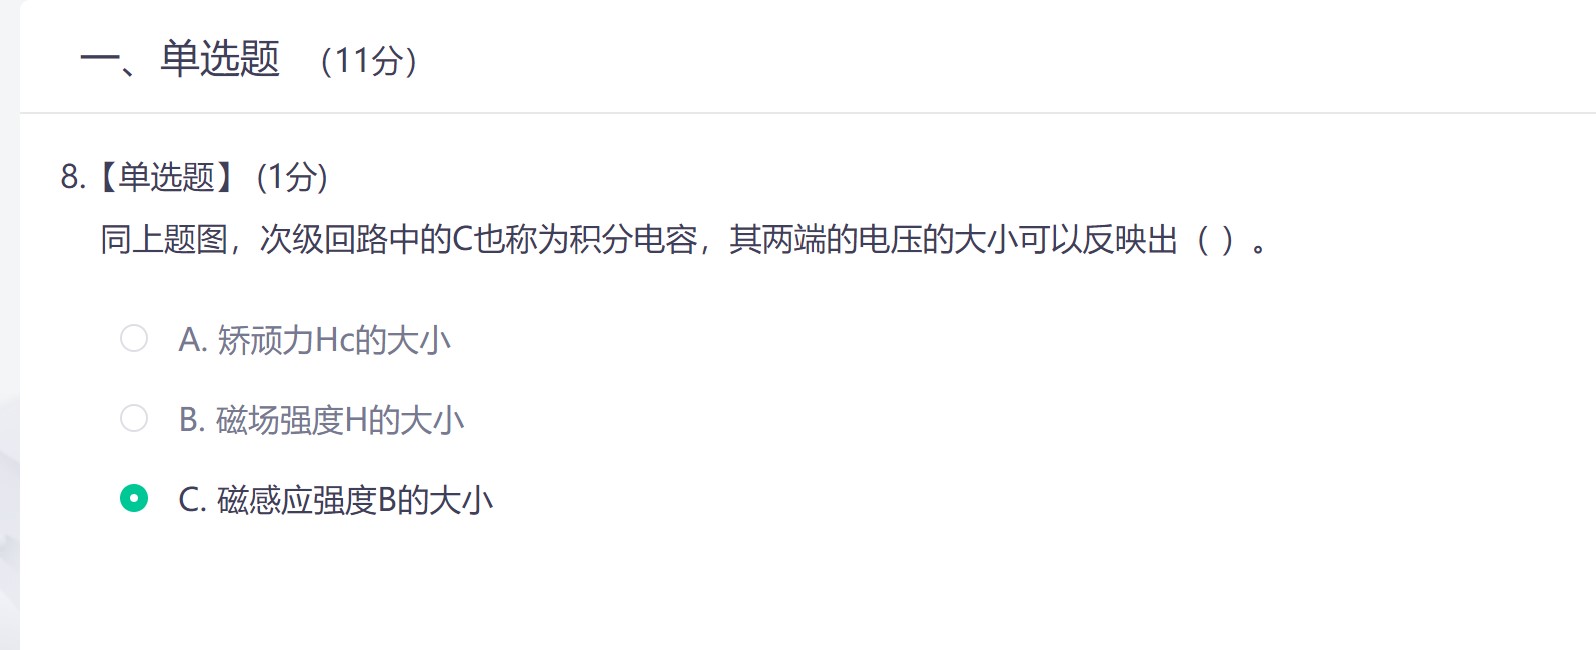 一、单选题 （11分）
8.【单选题】 (1分)
同上题图，次级回路中的C也称为积分电容，其两端的电压的大小可以反映出（ ）。
A. 矫顽力Hc的大小
B. 磁场强度H的大小
C. 磁感应强度B的大小